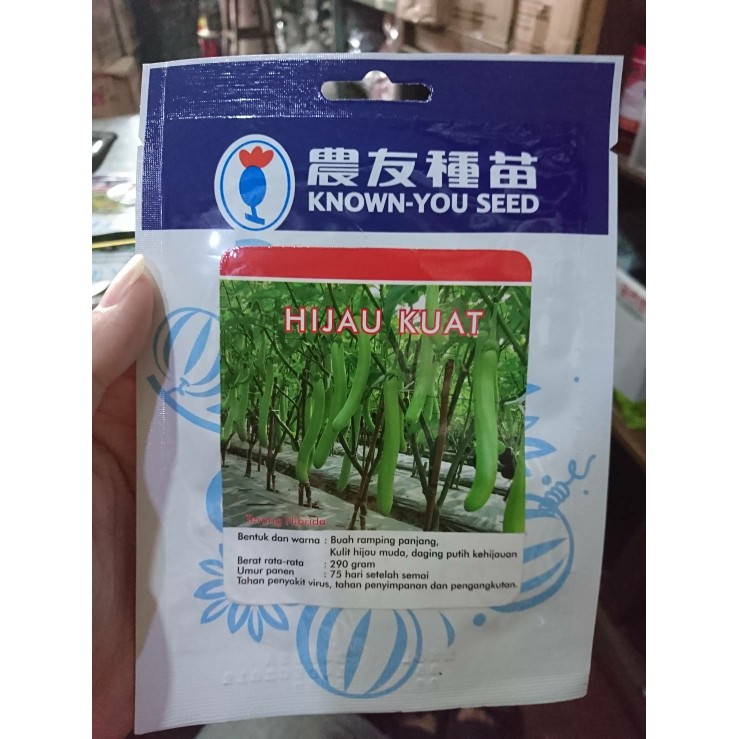 農友種苗
KNOWN-YOU SEED
HIJAU KUAT
Terong Hibrida
Bentuk dan warna : Buah ramping panjang,
Kulit hijau muda, daging putih kehijauan
Berat rata-rata : 290 gram
Umur panen : 75 hari setelah semai
Tahan penyakit virus, tahan penyimpanan dan pengangkutan.